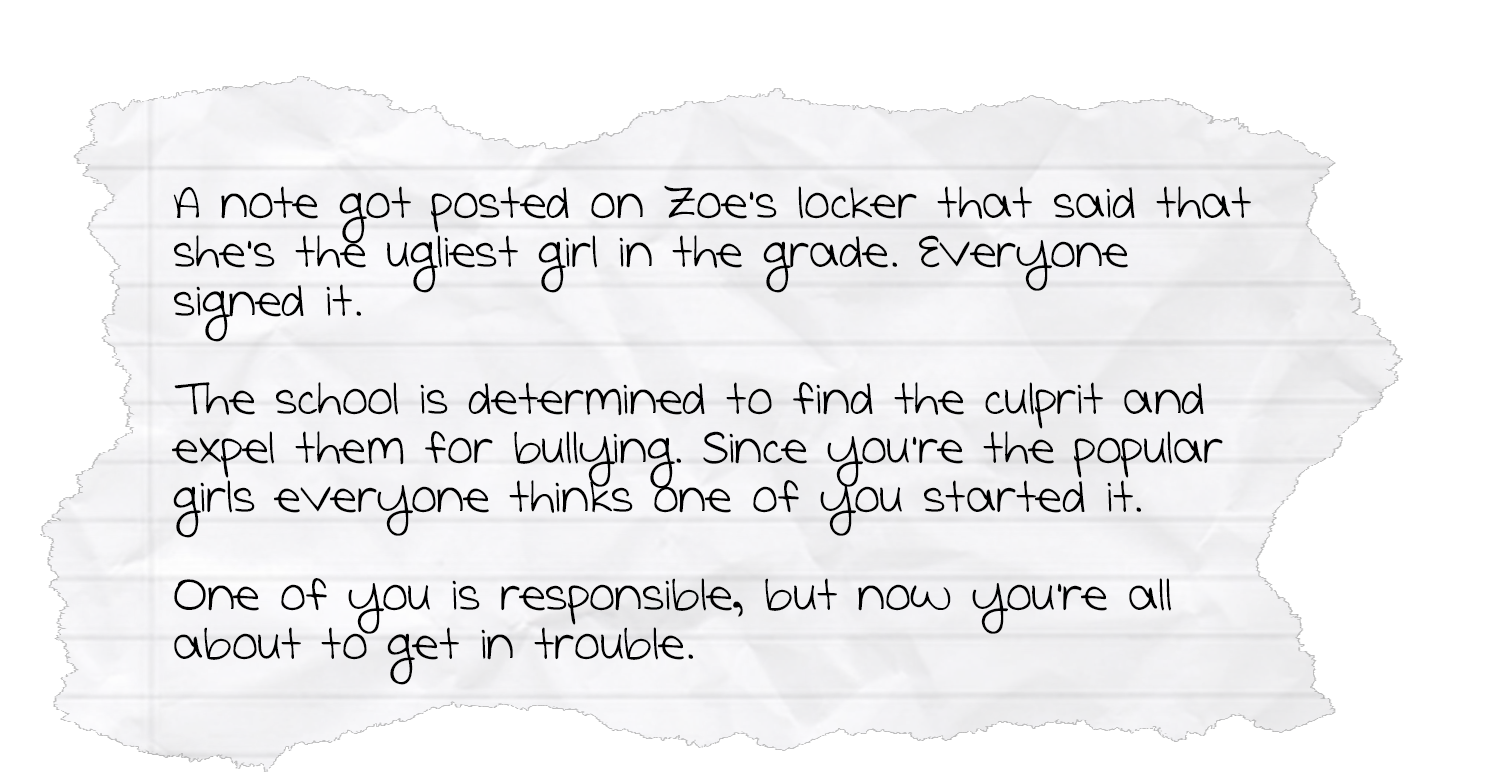 A note got posted on Zoe's locker that said that
she's the ugliest girl in the grade. Everyone
signed it.
The school is determined to find the culprit and
expel them for bullying. Since you're the popular
girls everyone thinks one of you started it.
One of you is responsible, but now you're all
about to get in trouble.